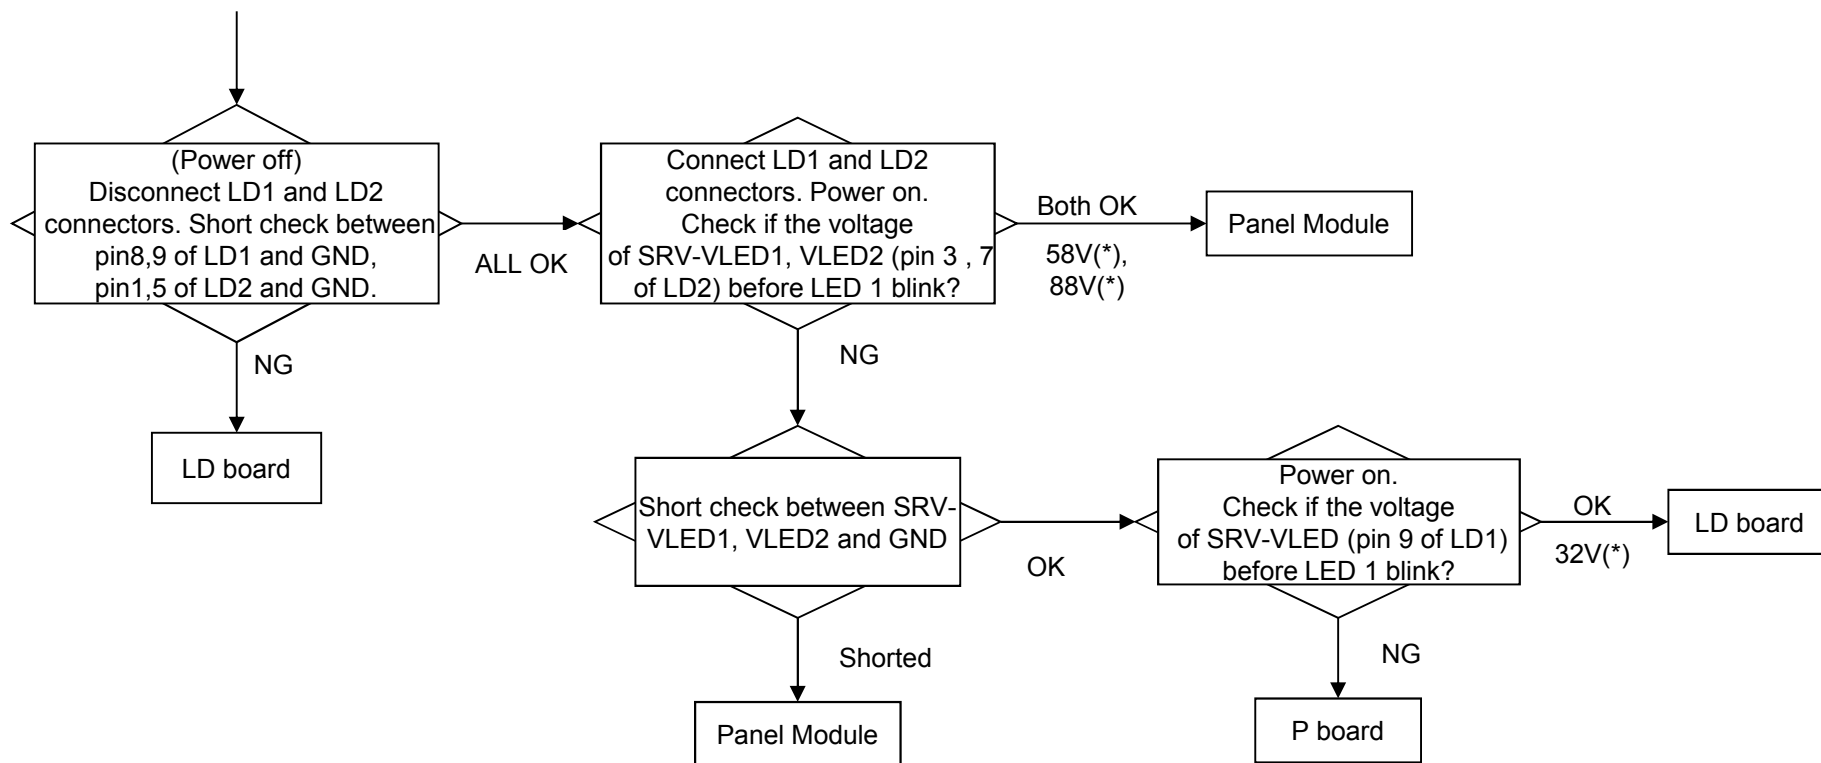 (Power off)
Disconnect LD1 and LD2
connectors. Short check between
pin8,9 of LD1 and GND,
pin1,5 of LD2 and GND.
ALL OK
NG
LD board
Connect LD1 and LD2
connectors. Power on.
Check if the voltage
of SRV-VLED1, VLED2 (pin 3 , 7
of LD2) before LED 1 blink?
Both OK
58V(*),
88V(*)
Panel Module
NG
Short check between SRV-
VLED1, VLED2 and GND
OK
Shorted
Panel Module
Power on.
Check if the voltage
of SRV-VLED (pin 9 of LD1)
before LED 1 blink?
OK
32V(*)
LD board
NG
P board